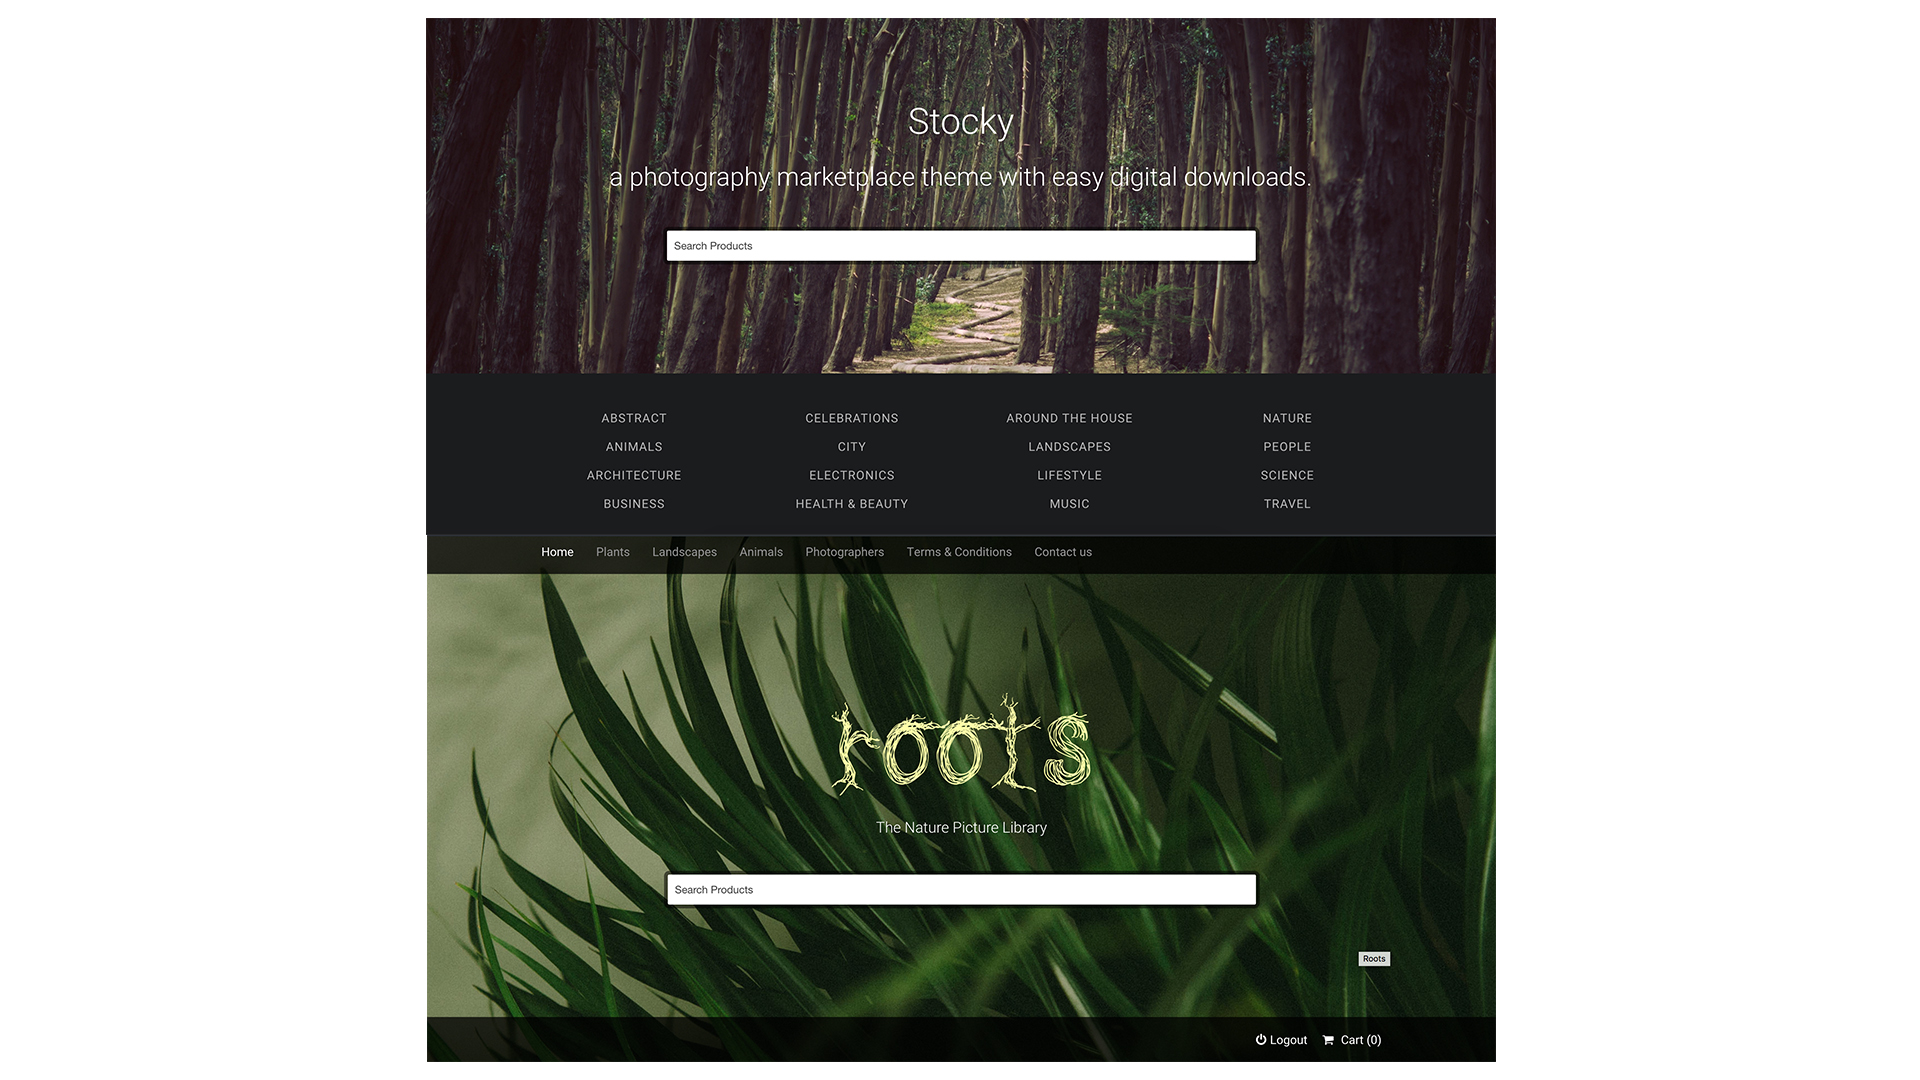 Stocky
a photography marketplace theme with easy digital downloads.
Search Products
ABSTRACT CELEBRATIONS AROUND THE HOUSE NATURE
ANIMALS CITY LANDSCAPES PEOPLE
ARCHITECTURE ELECTRONICS LIFESTYLE SCIENCE
BUSINESS HEALTH & BEAUTY MUSIC TRAVEL
Home Plants Landscapes Animals Photographers Terms & Conditions Contact us
roots
The Nature Picture Library
Search Products
Roots
Logout Cart (0)